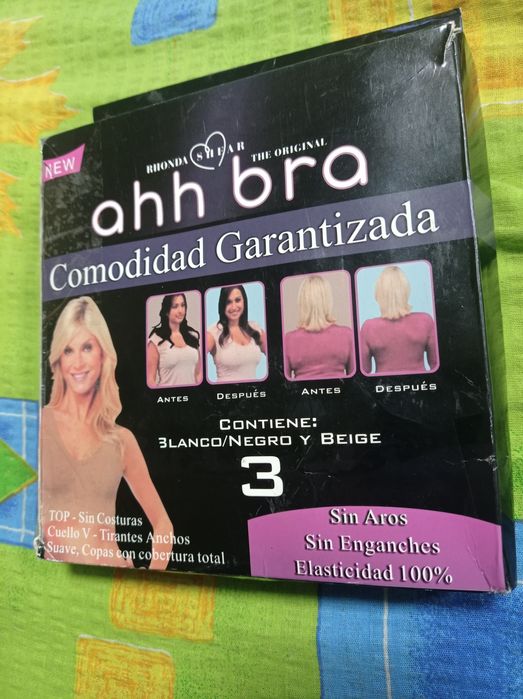 NEW
RHONDA SHEAR THE ORIGINAL
ahh bra
Comodidad Garantizada
ANTES DESPUÉS ANTES DESPUÉS
CONTIENE:
BLANCO/NEGRO Y BEIGE
3
TOP - Sin Costuras
Cuello V - Tirantes Anchos
Suave, Copas con cobertura total
Sin Aros
Sin Enganches
Elasticidad 100%